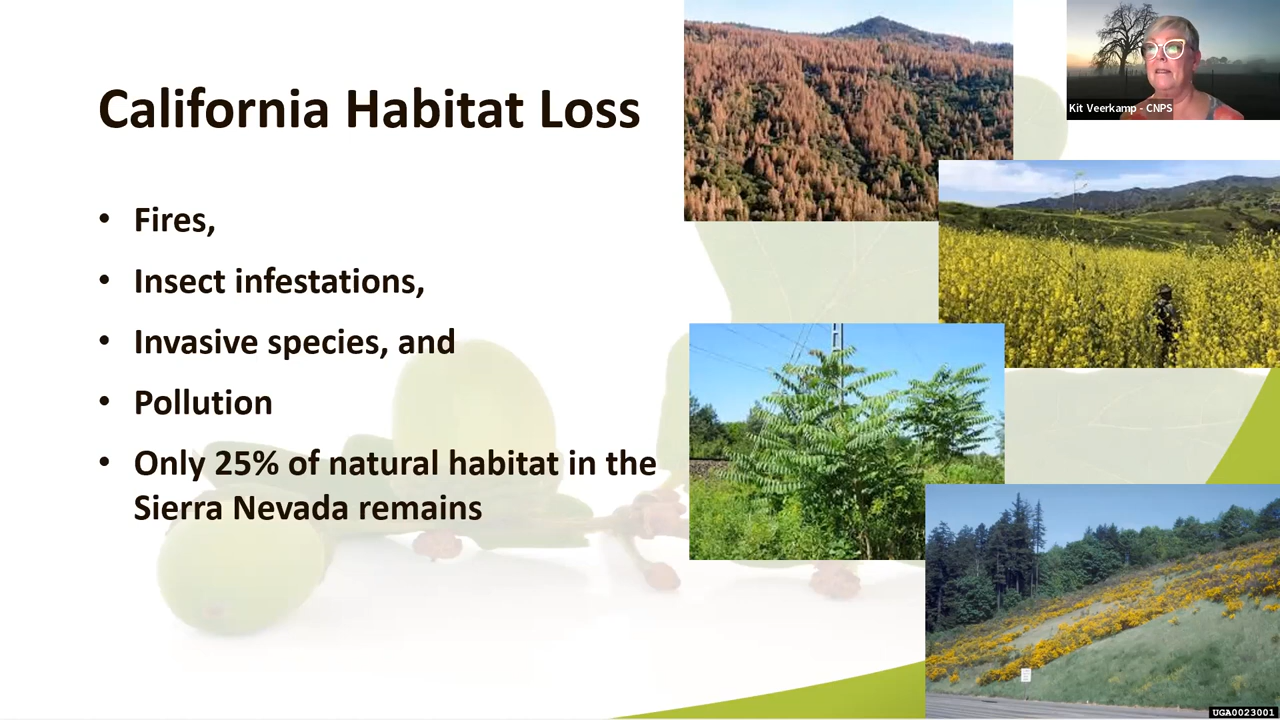 California Habitat Loss
• Fires,
• Insect infestations,
• Invasive species, and
• Pollution
• Only 25% of natural habitat in the
Sierra Nevada remains
Kit Veerkamp - CNPS
UGA0023001